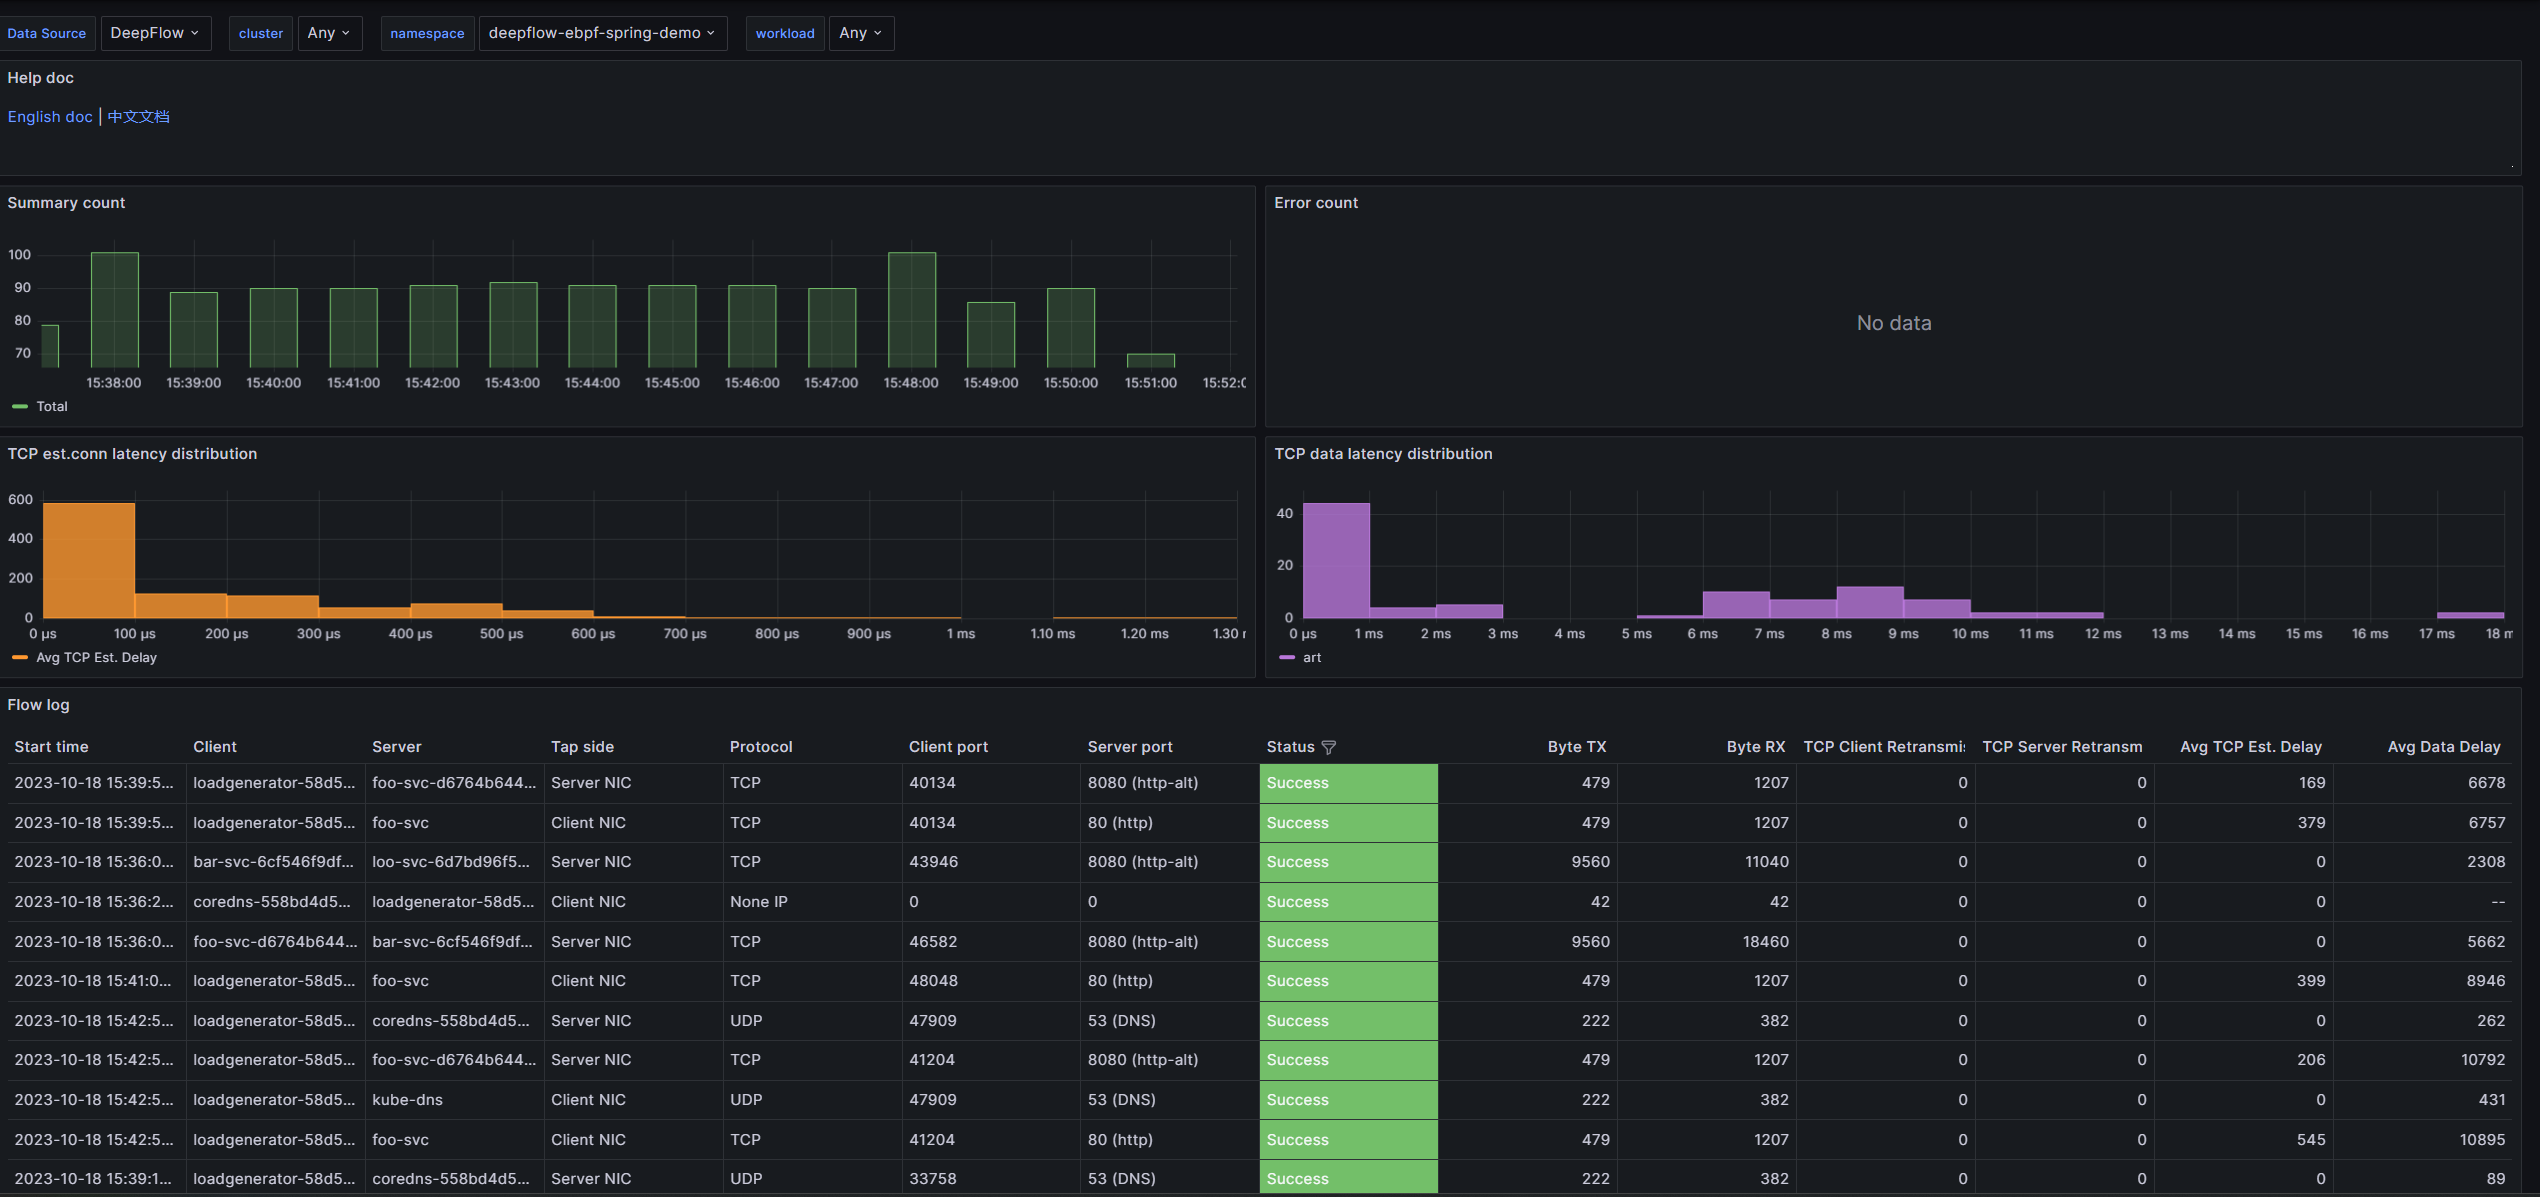 Data Source DeepFlow cluster Any namespace deepflow-ebpf-spring-demo workload Any
Help doc
English doc | 中文文档
Summary count
100
90
80
70
15:38:00 15:39:00 15:40:00 15:41:00 15:42:00 15:43:00 15:44:00 15:45:00 15:46:00 15:47:00 15:48:00 15:49:00 15:50:00 15:51:00 15:52:0
Total
Error count
No data
TCP est.conn latency distribution
600
400
200
0
0 µs 100 µs 200 µs 300 µs 400 µs 500 µs 600 µs 700 µs 800 µs 900 µs 1 ms 1.10 ms 1.20 ms 1.30
Avg TCP Est. Delay
TCP data latency distribution
40
20
0
0 µs 1 ms 2 ms 3 ms 4 ms 5 ms 6 ms 7 ms 8 ms 9 ms 10 ms 11 ms 12 ms 13 ms 14 ms 15 ms 16 ms 17 ms 18 m
art
Flow log
Start time Client Server Tap side Protocol Client port Server port Status Byte TX Byte RX TCP Client Retransmi TCP Server Retransm Avg TCP Est. Delay Avg Data Delay
2023-10-18 15:39:5... loadgenerator-58d5... foo-svc-d6764b644... Server NIC TCP 40134 8080 (http-alt) Success 479 1207 0 0 169 6678
2023-10-18 15:39:5... loadgenerator-58d5... foo-svc Client NIC TCP 40134 80 (http) Success 479 1207 0 0 379 6757
2023-10-18 15:36:0... bar-svc-6cf546f9df... loo-svc-6d7bd96f5... Server NIC TCP 43946 8080 (http-alt) Success 9560 11040 0 0 0 2308
2023-10-18 15:36:2... coredns-558bd4d5... loadgenerator-58d5... Client NIC None IP 0 0 Success 42 42 0 0 0 --
2023-10-18 15:36:0... foo-svc-d6764b644... bar-svc-6cf546f9df... Server NIC TCP 46582 8080 (http-alt) Success 9560 18460 0 0 0 5662
2023-10-18 15:41:0... loadgenerator-58d5... foo-svc Client NIC TCP 48048 80 (http) Success 479 1207 0 0 399 8946
2023-10-18 15:42:5... loadgenerator-58d5... coredns-558bd4d5... Server NIC UDP 47909 53 (DNS) Success 222 382 0 0 0 262
2023-10-18 15:42:5... loadgenerator-58d5... foo-svc-d6764b644... Server NIC TCP 41204 8080 (http-alt) Success 479 1207 0 0 206 10792
2023-10-18 15:42:5... loadgenerator-58d5... kube-dns Client NIC UDP 47909 53 (DNS) Success 222 382 0 0 0 431
2023-10-18 15:42:5... loadgenerator-58d5... foo-svc Client NIC TCP 41204 80 (http) Success 479 1207 0 0 545 10895
2023-10-18 15:39:1... loadgenerator-58d5... coredns-558bd4d5... Server NIC UDP 33758 53 (DNS) Success 222 382 0 0 0 89